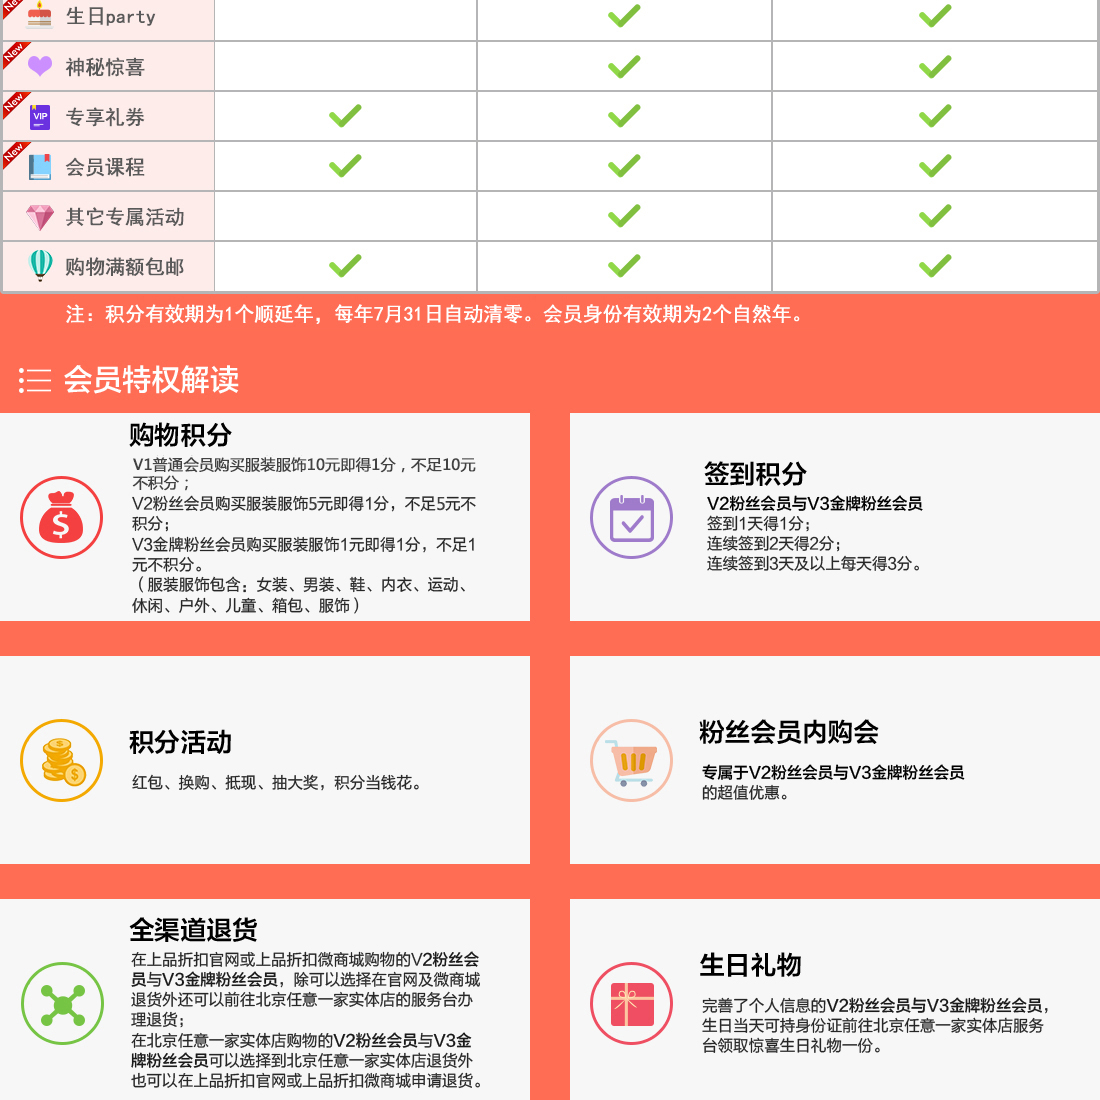 New
生日party
New
神秘惊喜
New
VIP
专享礼券
New
会员课程
其它专属活动
购物满额包邮
注：积分有效期为1个顺延年，每年7月31日自动清零。会员身份有效期为2个自然年。
会员特权解读
购物积分
V1普通会员购买服装服饰10元即得1分，不足10元
不积分；
V2粉丝会员购买服装服饰5元即得1分，不足5元不
积分；
V3金牌粉丝会员购买服装服饰1元即得1分，不足1
元不积分。
（服装服饰包含：女装、男装、鞋、内衣、运动、
休闲、户外、儿童、箱包、服饰）
$
签到积分
V2粉丝会员与V3金牌粉丝会员
签到1天得1分；
连续签到2天得2分；
连续签到3天及以上每天得3分。
积分活动
红包、换购、抵现、抽大奖，积分当钱花。
$
$
粉丝会员内购会
专属于V2粉丝会员与V3金牌粉丝会员
的超值优惠。
全渠道退货
在上品折扣官网或上品折扣微商城购物的V2粉丝会
员与V3金牌粉丝会员，除可以选择在官网及微商城
退货外还可以前往北京任意一家实体店的服务台办
理退货；
在北京任意一家实体店购物的V2粉丝会员与V3金
牌粉丝会员可以选择到北京任意一家实体店退货外
也可以在上品折扣官网或上品折扣微商城申请退货。
生日礼物
完善了个人信息的V2粉丝会员与V3金牌粉丝会员，
生日当天可持身份证前往北京任意一家实体店服务
台领取惊喜生日礼物一份。